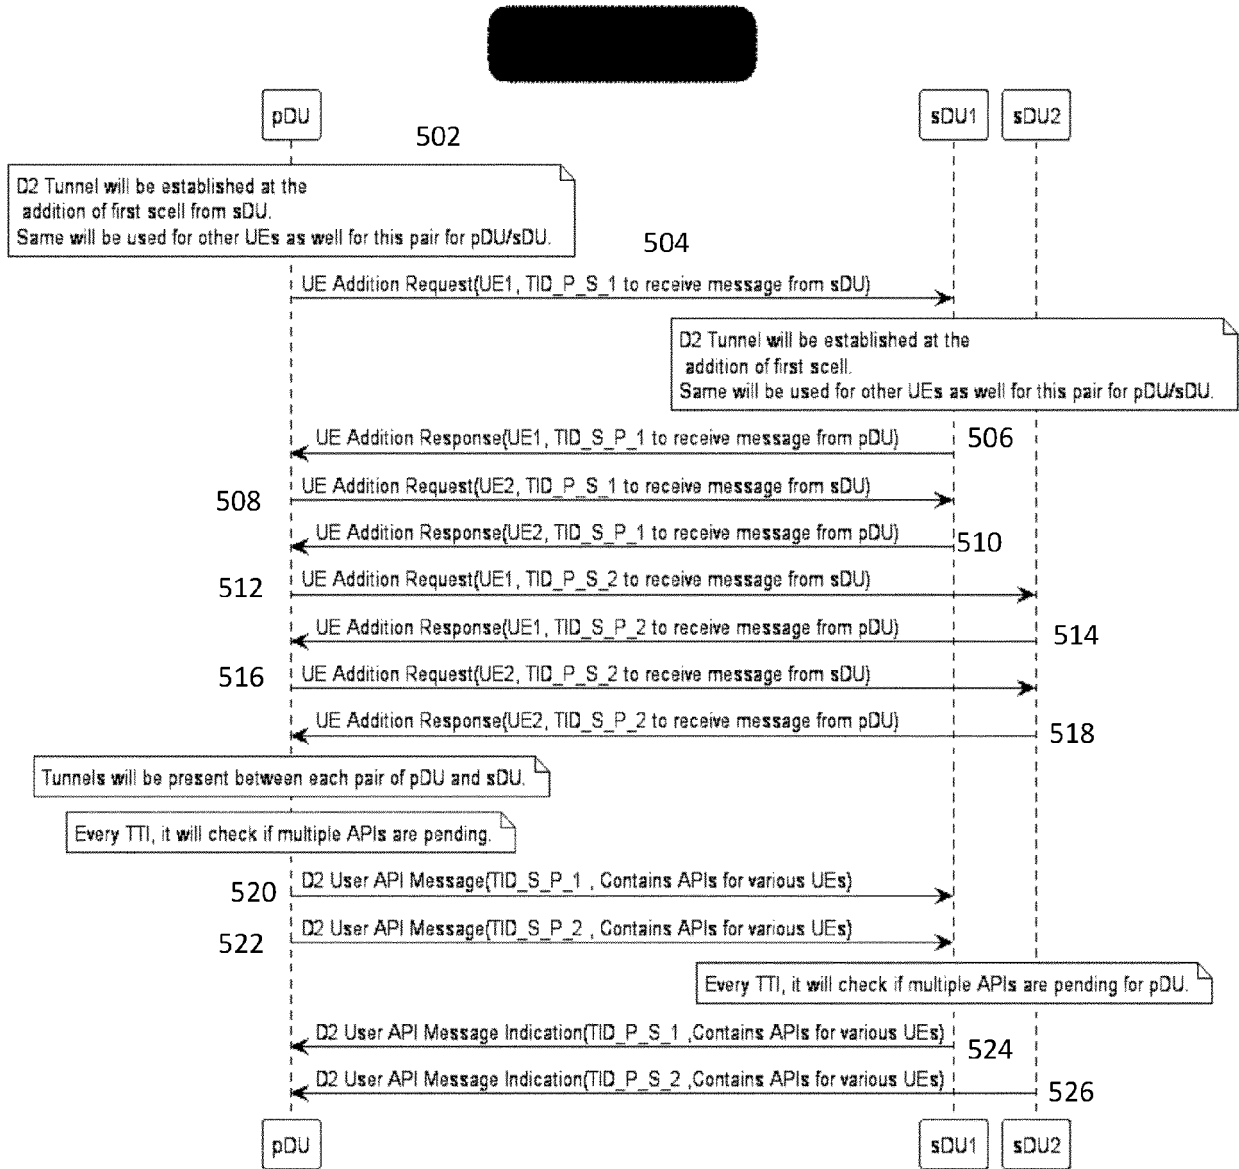 pDU
sDU1
sDU2
502
D2 Tunnel will be established at the
addition of first scell from sDU.
Same will be used for other UEs as well for this pair for pDU/sDU.
504
UE Addition Request(UE1, TID_P_S_1 to receive message from sDU)
D2 Tunnel will be established at the
addition of first scell.
Same will be used for other UEs as well for this pair for pDU/sDU.
UE Addition Response(UE1, TID_S_P_1 to receive message from pDU)
506
508
UE Addition Request(UE2, TID_P_S_1 to receive message from sDU)
UE Addition Response(UE2, TID_S_P_1 to receive message from pDU)
510
512
UE Addition Request(UE1, TID_P_S_2 to receive message from sDU)
UE Addition Response(UE1, TID_S_P_2 to receive message from pDU)
514
516
UE Addition Request(UE2, TID_P_S_2 to receive message from sDU)
UE Addition Response(UE2, TID_S_P_2 to receive message from pDU)
518
Tunnels will be present between each pair of pDU and sDU.
Every TTI, it will check if multiple APIs are pending.
520
D2 User API Message(TID_S_P_1 , Contains APIs for various UEs)
522
D2 User API Message(TID_S_P_2 , Contains APIs for various UEs)
Every TTI, it will check if multiple APIs are pending for pDU.
D2 User API Message Indication(TID_P_S_1 ,Contains APIs for various UEs)
524
D2 User API Message Indication(TID_P_S_2 ,Contains APIs for various UEs)
526
pDU
sDU1
sDU2